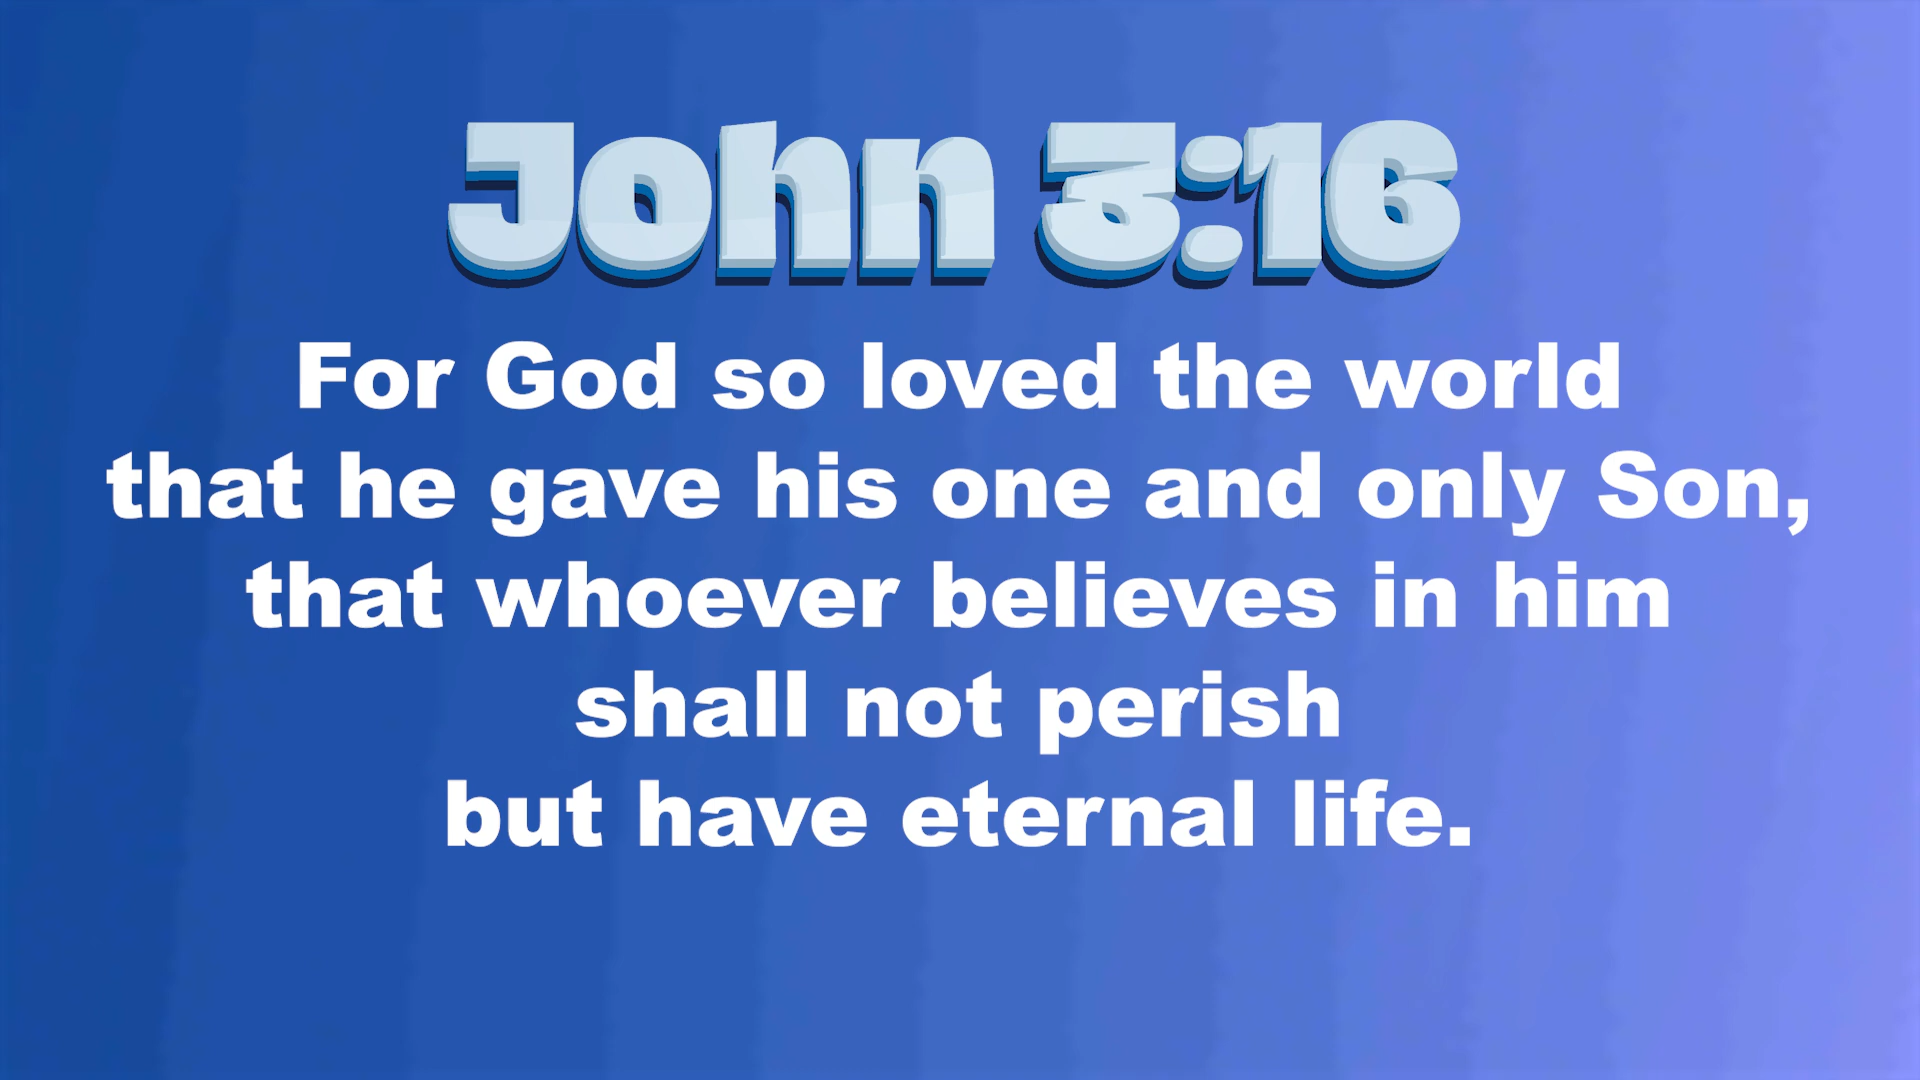 John 3:16
For God so loved the world
that he gave his one and only Son,
that whoever believes in him
shall not perish
but have eternal life.